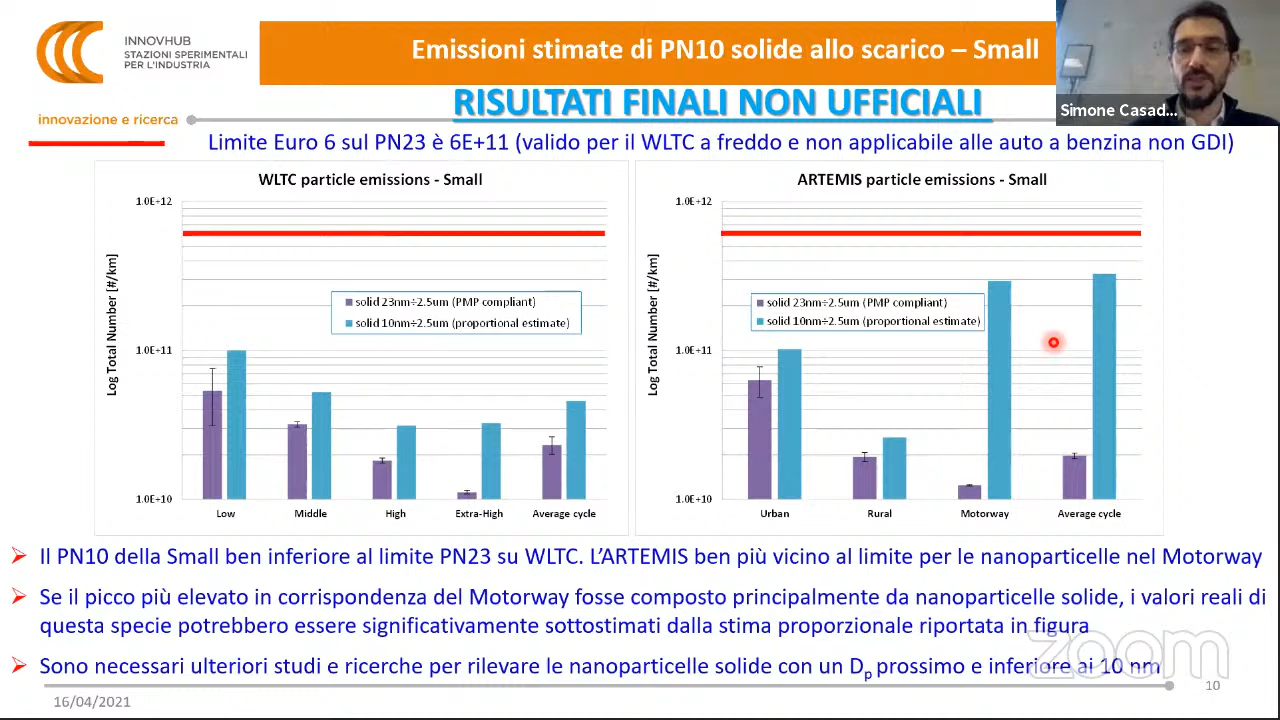 INNOVHUB
STAZIONI SPERIMENTALI
PER L'INDUSTRIA
innovazione e ricerca
Emissioni stimate di PN10 solide allo scarico – Small
RISULTATI FINALI NON UFFICIALI
Simone Casad...
Limite Euro 6 sul PN23 è 6E+11 (valido per il WLTC a freddo e non applicabile alle auto a benzina non GDI)
WLTC particle emissions - Small
1.0E+12
1.0E+11
1.0E+10
Log Total Number [#/km]
solid 23nm÷2.5um (PMP compliant)
solid 10nm÷2.5um (proportional estimate)
Low Middle High Extra-High Average cycle
ARTEMIS particle emissions - Small
1.0E+12
1.0E+11
1.0E+10
Log Total Number [#/km]
solid 23nm÷2.5um (PMP compliant)
solid 10nm÷2.5um (proportional estimate)
Urban Rural Motorway Average cycle
Il PN10 della Small ben inferiore al limite PN23 su WLTC. L'ARTEMIS ben più vicino al limite per le nanoparticelle nel Motorway
Se il picco più elevato in corrispondenza del Motorway fosse composto principalmente da nanoparticelle solide, i valori reali di
questa specie potrebbero essere significativamente sottostimati dalla stima proporzionale riportata in figura
Sono necessari ulteriori studi e ricerche per rilevare le nanoparticelle solide con un Dp prossimo e inferiore ai 10 nm
zoom
16/04/2021
10